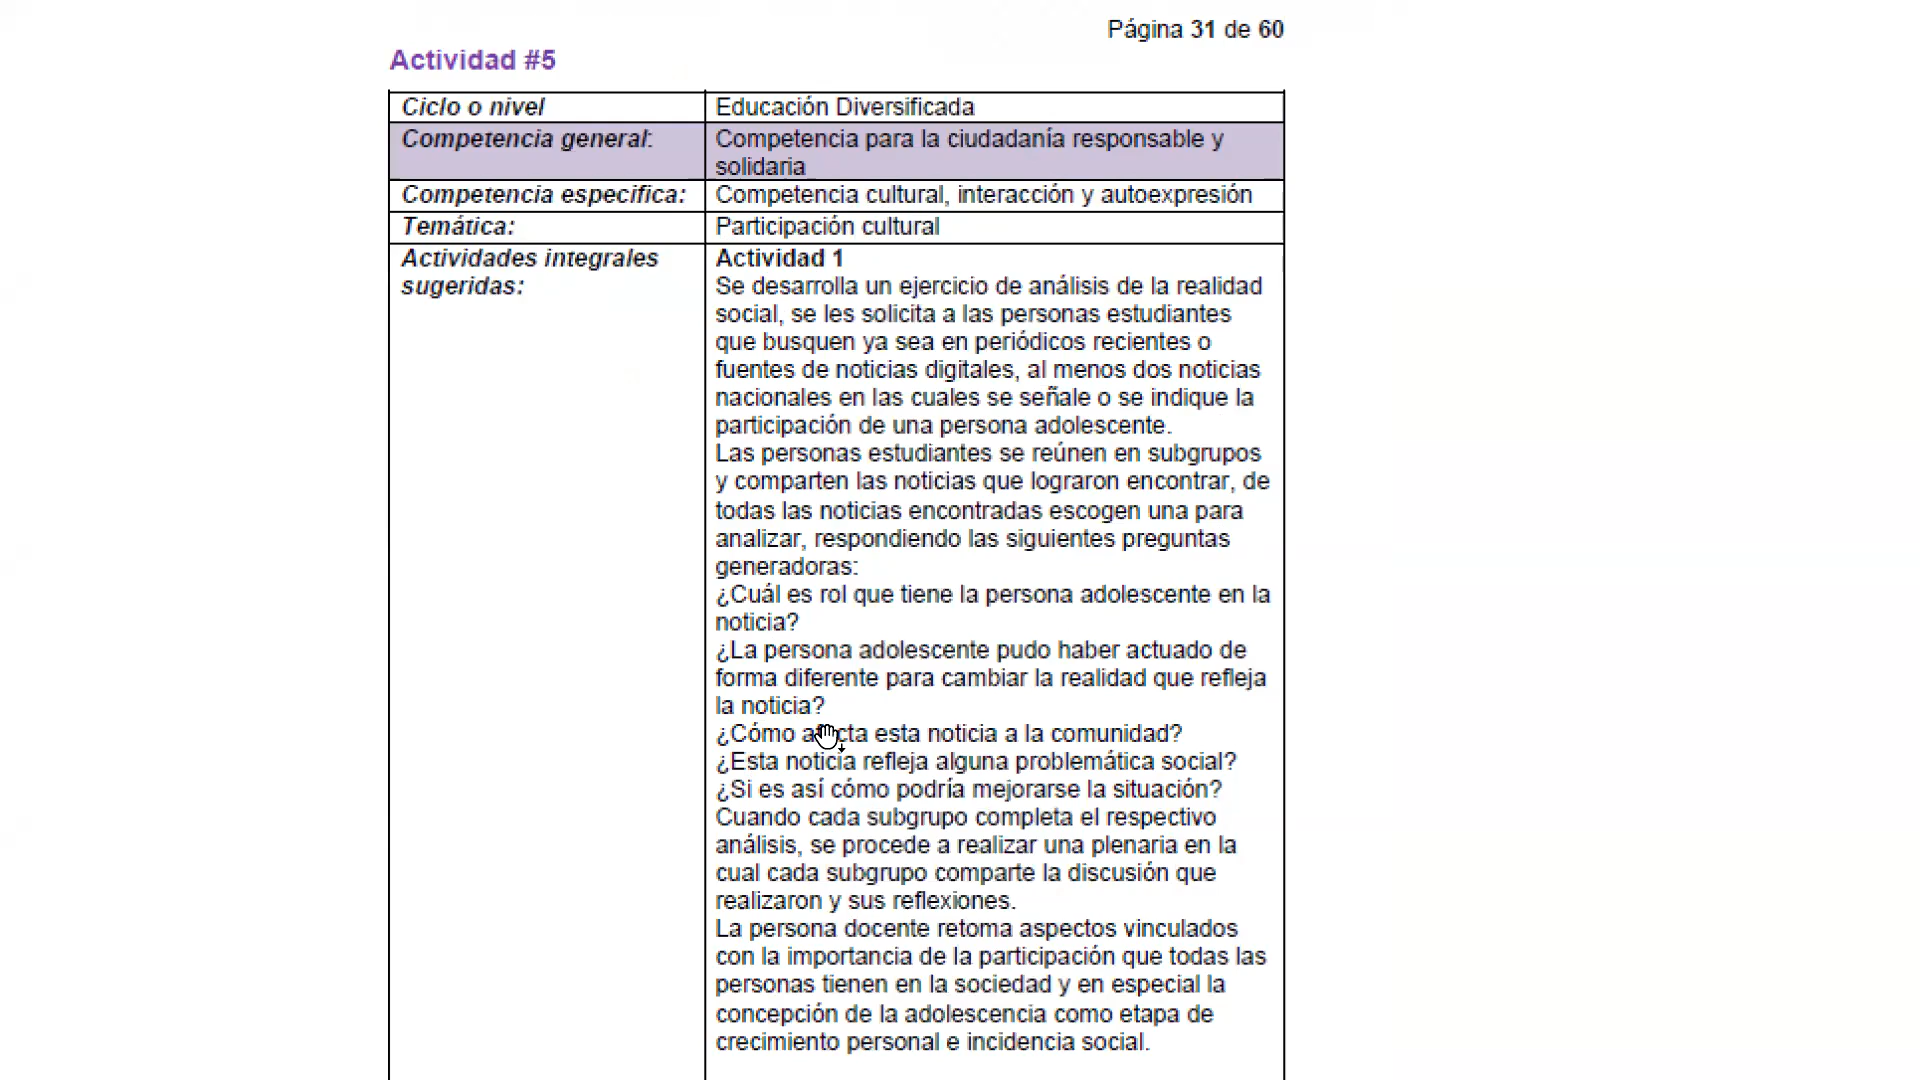 Página 31 de 60
Actividad #5
Ciclo o nivel
Educación Diversificada
Competencia general:
Competencia para la ciudadanía responsable y
solidaria
Competencia especifica:
Competencia cultural, interacción y autoexpresión
Temática:
Participación cultural
Actividades integrales
sugeridas:
Actividad 1
Se desarrolla un ejercicio de análisis de la realidad
social, se les solicita a las personas estudiantes
que busquen ya sea en periódicos recientes o
fuentes de noticias digitales, al menos dos noticias
nacionales en las cuales se señale o se indique la
participación de una persona adolescente.
Las personas estudiantes se reúnen en subgrupos
y comparten las noticias que lograron encontrar, de
todas las noticias encontradas escogen una para
analizar, respondiendo las siguientes preguntas
generadoras:
¿Cuál es rol que tiene la persona adolescente en la
noticia?
¿La persona adolescente pudo haber actuado de
forma diferente para cambiar la realidad que refleja
la noticia?
¿Cómo afecta esta noticia a la comunidad?
¿Esta noticia refleja alguna problemática social?
¿Si es así cómo podría mejorarse la situación?
Cuando cada subgrupo completa el respectivo
análisis, se procede a realizar una plenaria en la
cual cada subgrupo comparte la discusión que
realizaron y sus reflexiones.
La persona docente retoma aspectos vinculados
con la importancia de la participación que todas las
personas tienen en la sociedad y en especial la
concepción de la adolescencia como etapa de
crecimiento personal e incidencia social.